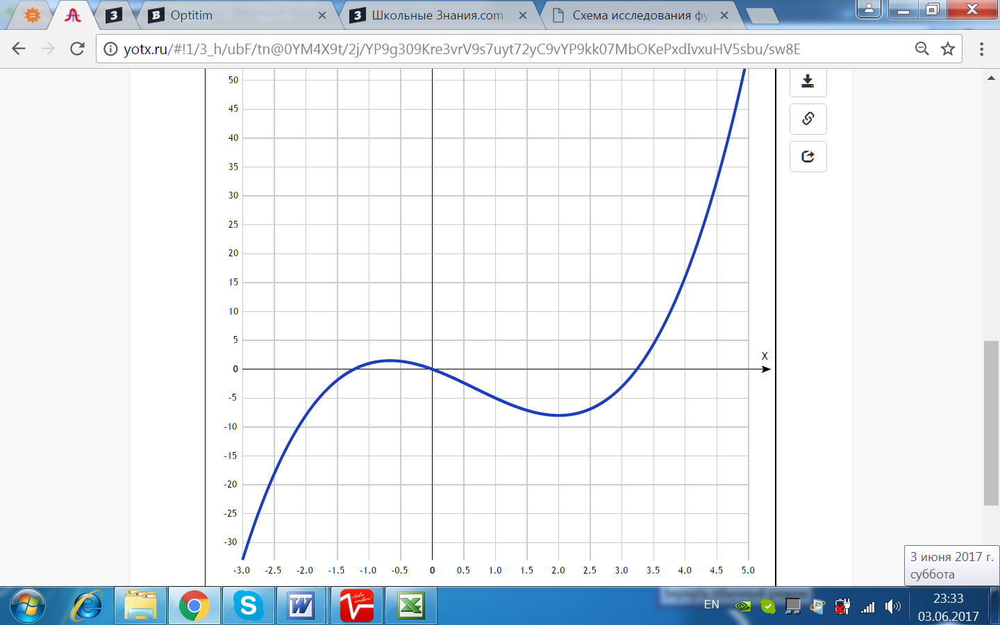 Optitim
Школьные Знания.com
Схема исследования фу
yotx.ru/#!1/3_h/ubF/tn@0YM4X9t/2j/YP9g309Kre3vrV9s7uyt72yC9vYP9kk07MbOKePxdIvxuHV5sbu/sw8E
50
45
40
35
30
25
20
15
10
5
0
-5
-10
-15
-20
-25
-30
X
-3.0 -2.5 -2.0 -1.5 -1.0 -0.5 0 0.5 1.0 1.5 2.0 2.5 3.0 3.5 4.0 4.5 5.0
3 июня 2017 г.
суббота
EN
23:33
03.06.2017